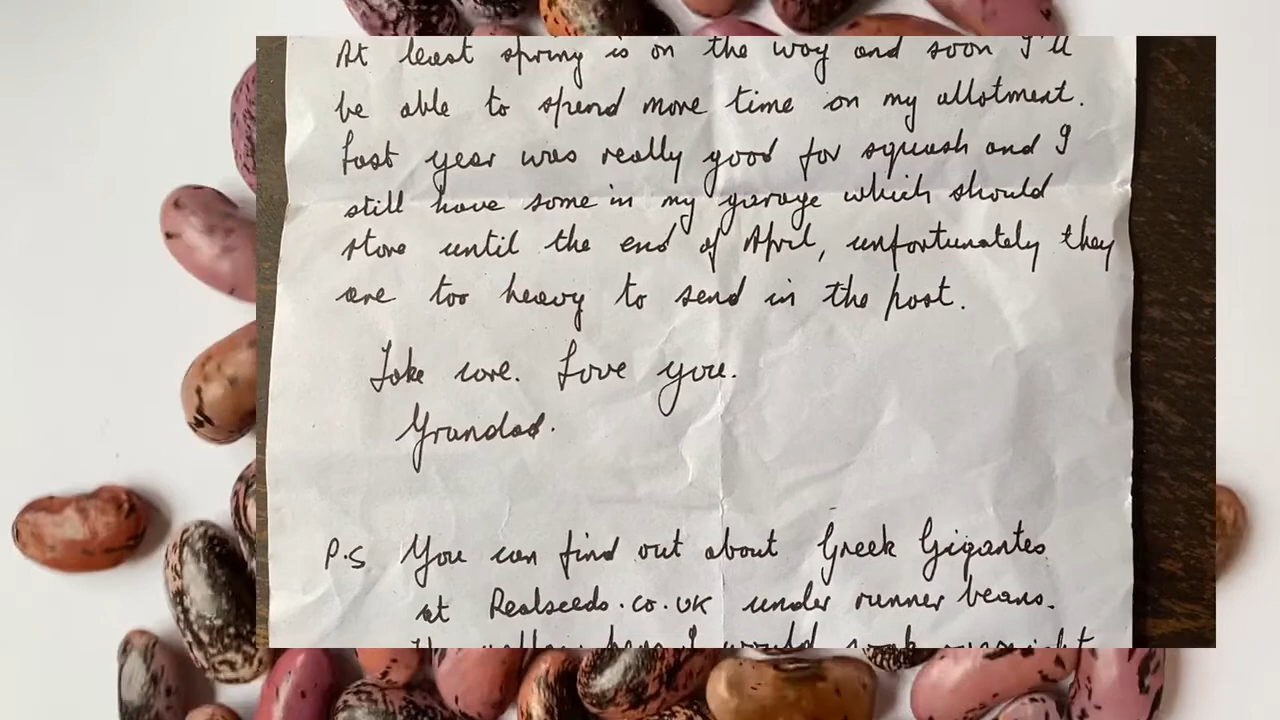 At least spring is on the way and soon I'll
be able to spend more time on my allotment.
Last year was really good for squash and I
still have some in my garage which should
store until the end of April, unfortunately they
are too heavy to send in the post.
Take care. Love you.
Grandad.
P.S You can find out about Greek Gigantes
at Realseeds.co.uk under runner beans.
I would soak overnight